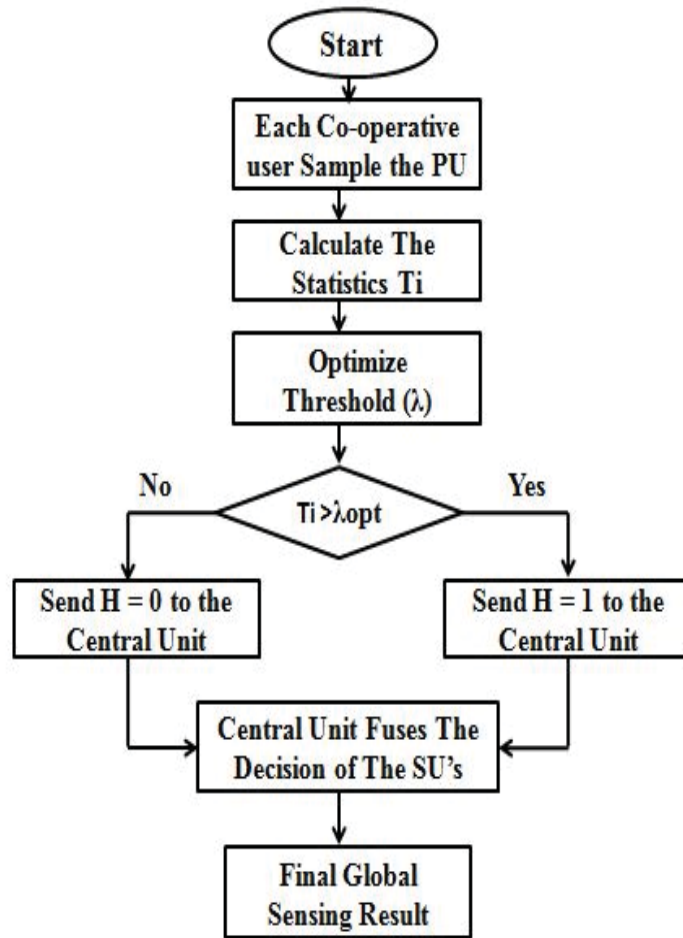 Start
Each Co-operative
user Sample the PU
Calculate The
Statistics Ti
Optimize
Threshold (λ)
No
Yes
Ti >λopt
Send H = 0 to the
Central Unit
Send H = 1 to the
Central Unit
Central Unit Fuses The
Decision of The SU’s
Final Global
Sensing Result